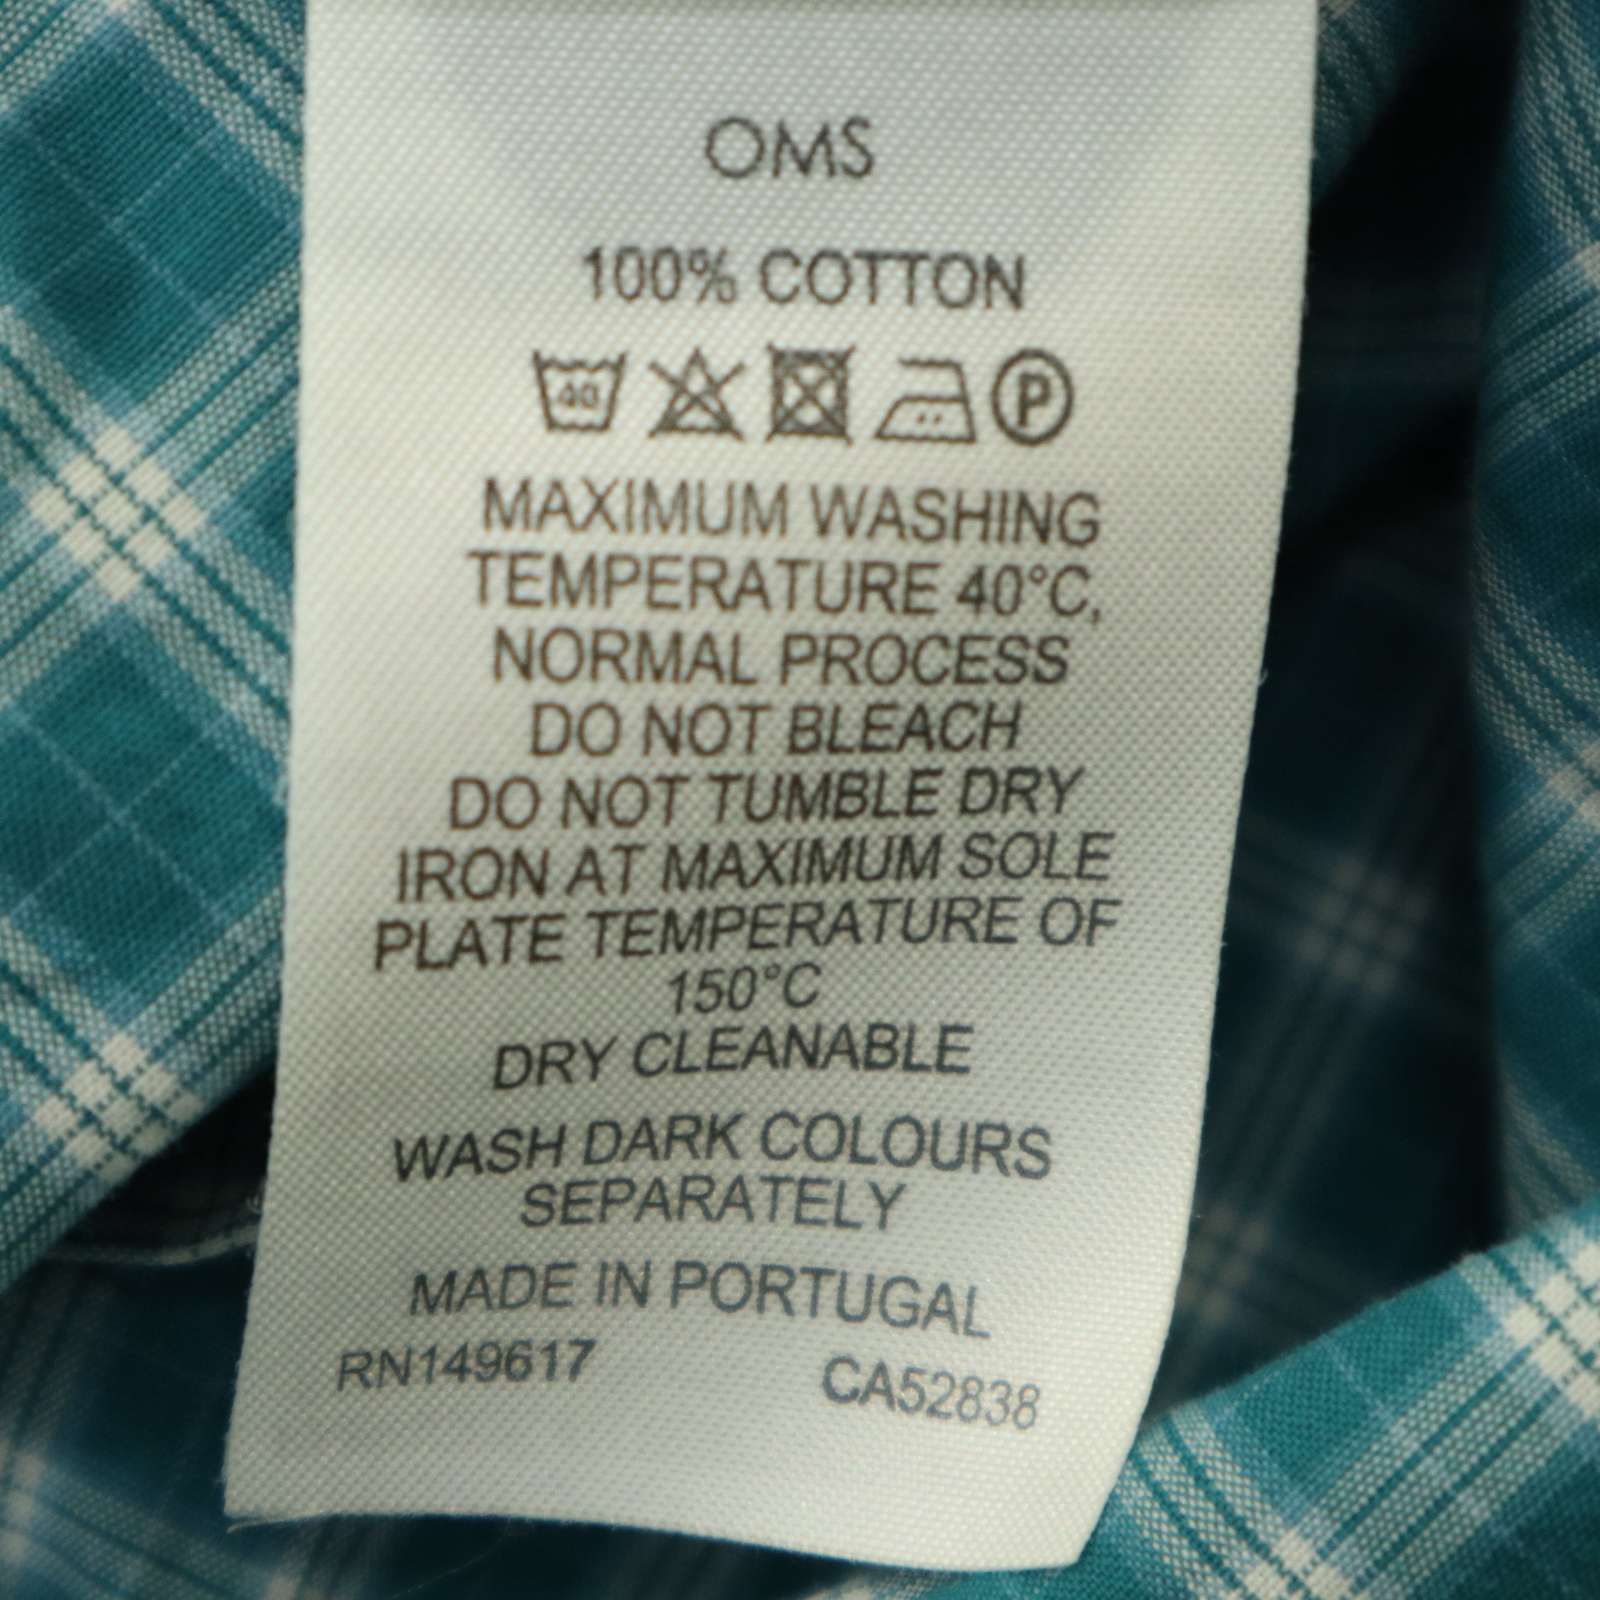 OMS
100% COTTON
40 P
MAXIMUM WASHING
TEMPERATURE 40°C,
NORMAL PROCESS
DO NOT BLEACH
DO NOT TUMBLE DRY
IRON AT MAXIMUM SOLE
PLATE TEMPERATURE OF
150°C
DRY CLEANABLE
WASH DARK COLOURS
SEPARATELY
MADE IN PORTUGAL
RN149617 CA52838